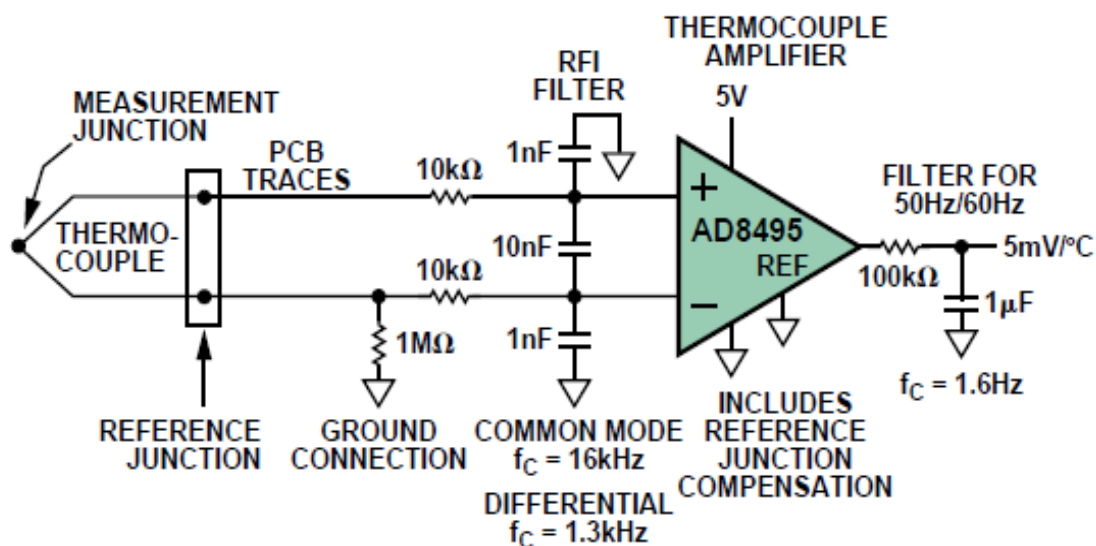 THERMOCOUPLE
AMPLIFIER
5V
RFI
FILTER
MEASUREMENT
JUNCTION
PCB
TRACES
10kΩ
1nF
THERMO-
COUPLE
10kΩ
10nF
1MΩ
1nF
+
AD8495
REF
−
FILTER FOR
50Hz/60Hz
5mV/°C
100kΩ
1µF
fC = 1.6Hz
REFERENCE
JUNCTION
GROUND
CONNECTION
COMMON MODE
fC = 16kHz
DIFFERENTIAL
fC = 1.3kHz
INCLUDES
REFERENCE
JUNCTION
COMPENSATION